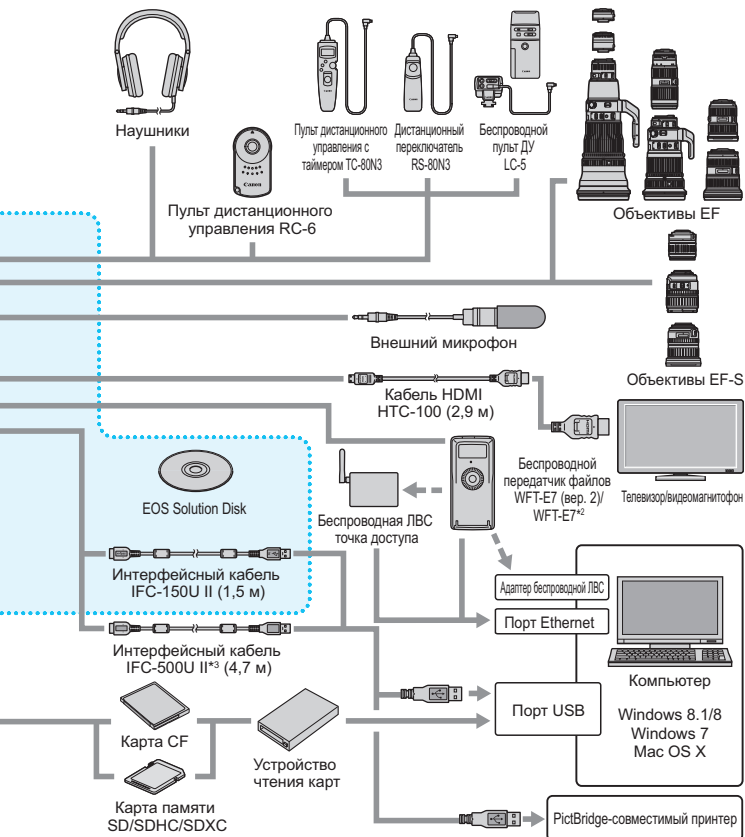 Наушники
Canon
Пульт дистанционного
управления RC-6
Пульт дистанционного
управления с
таймером TC-80N3
Дистанционный
переключатель
RS-80N3
Беспроводной
пульт ДУ
LC-5
Объективы EF
Внешний микрофон
Объективы EF-S
Кабель HDMI
HTC-100 (2,9 м)
EOS Solution Disk
Беспроводная ЛВС
точка доступа
Беспроводной
передатчик файлов
WFT-E7 (вер. 2)/
WFT-E7*2
Телевизор/видеомагнитофон
Интерфейсный кабель
IFC-150U II (1,5 м)
Адаптер беспроводной ЛВС
Порт Ethernet
Интерфейсный кабель
IFC-500U II*3 (4,7 м)
Компьютер
Windows 8.1/8
Windows 7
Mac OS X
Порт USB
Карта CF
Устройство
чтения карт
Карта памяти
SD/SDHC/SDXC
PictBridge-совместимый принтер